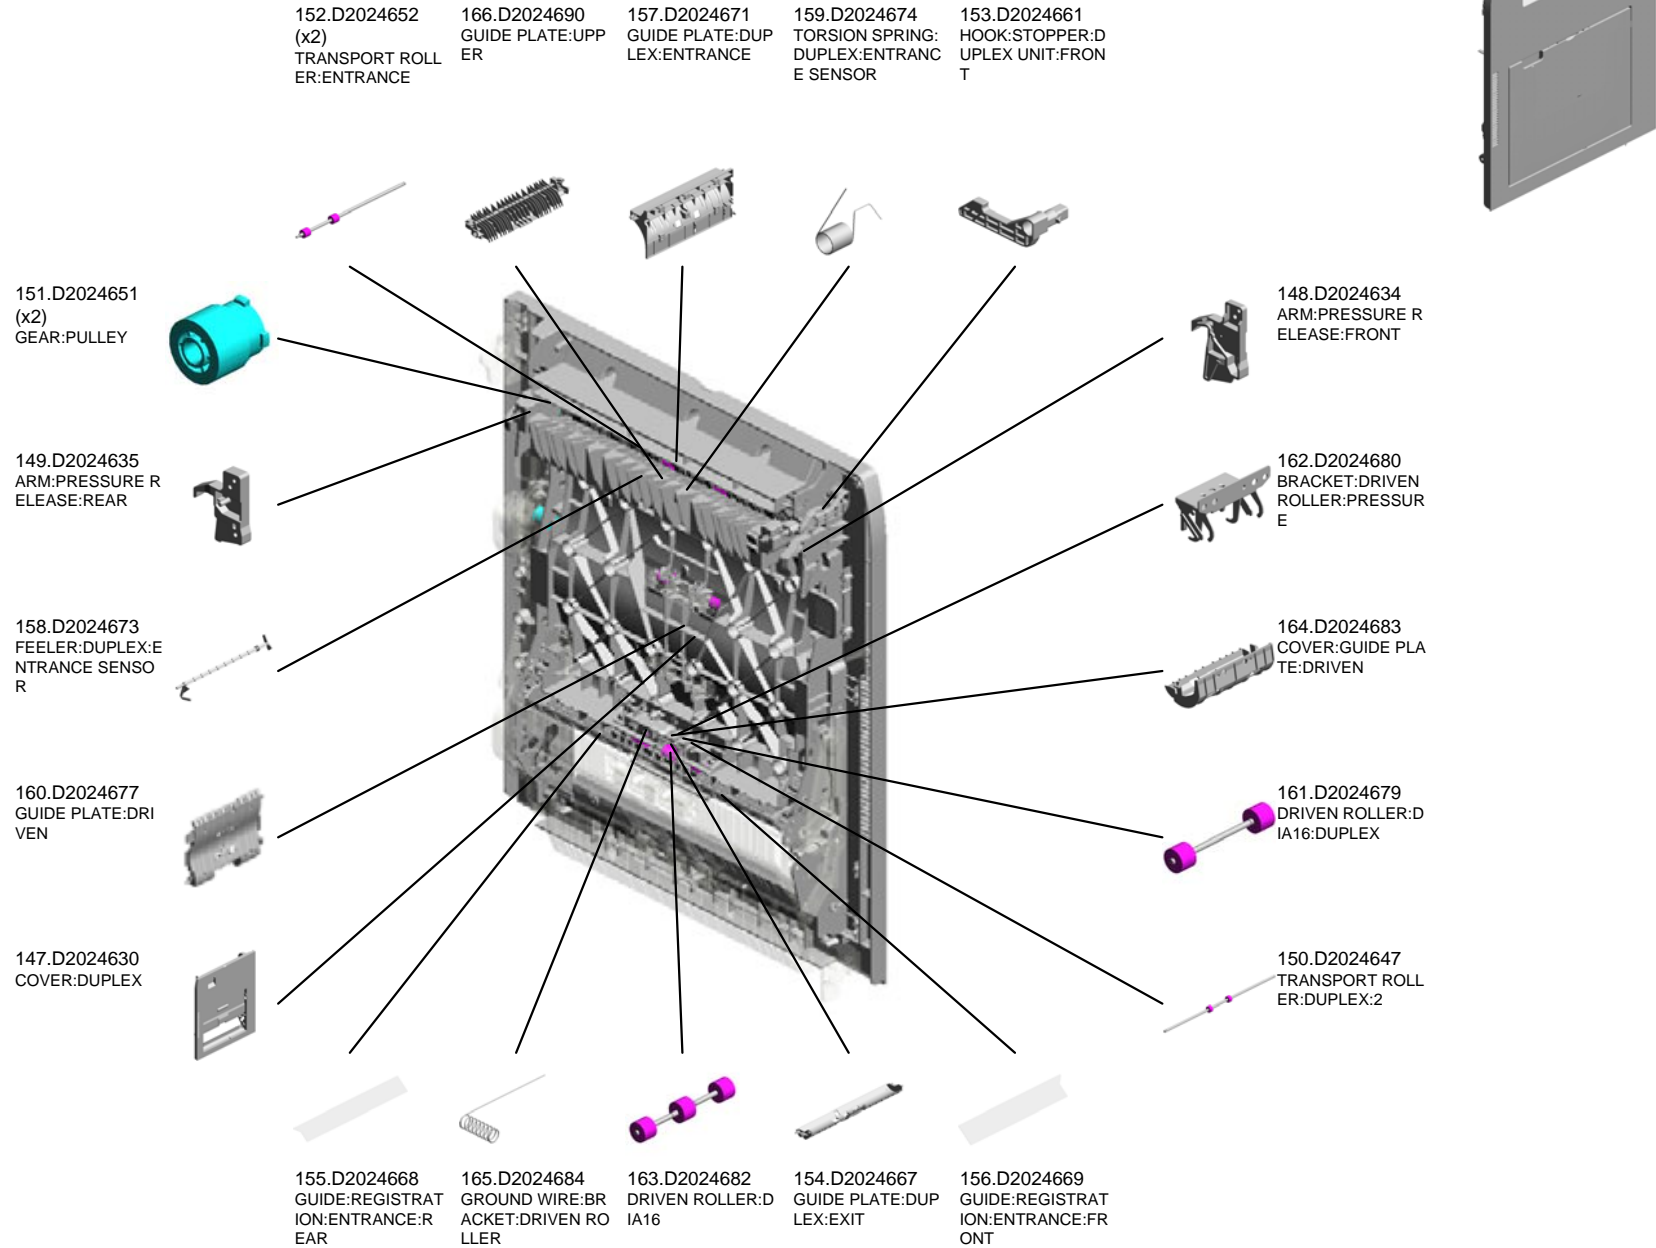 152.D2024652
(x2)
TRANSPORT ROLL
ER:ENTRANCE
166.D2024690
GUIDE PLATE:UPP
ER
157.D2024671
GUIDE PLATE:DUP
LEX:ENTRANCE
159.D2024674
TORSION SPRING:
DUPLEX:ENTRANC
E SENSOR
153.D2024661
HOOK:STOPPER:D
UPLEX UNIT:FRON
T
151.D2024651
(x2)
GEAR:PULLEY
148.D2024634
ARM:PRESSURE R
ELEASE:FRONT
149.D2024635
ARM:PRESSURE R
ELEASE:REAR
162.D2024680
BRACKET:DRIVEN
ROLLER:PRESSUR
E
158.D2024673
FEELER:DUPLEX:E
NTRANCE SENSO
R
164.D2024683
COVER:GUIDE PLA
TE:DRIVEN
160.D2024677
GUIDE PLATE:DRI
VEN
161.D2024679
DRIVEN ROLLER:D
IA16:DUPLEX
147.D2024630
COVER:DUPLEX
150.D2024647
TRANSPORT ROLL
ER:DUPLEX:2
155.D2024668
GUIDE:REGISTRAT
ION:ENTRANCE:R
EAR
165.D2024684
GROUND WIRE:BR
ACKET:DRIVEN RO
LLER
163.D2024682
DRIVEN ROLLER:D
IA16
154.D2024667
GUIDE PLATE:DUP
LEX:EXIT
156.D2024669
GUIDE:REGISTRAT
ION:ENTRANCE:FR
ONT